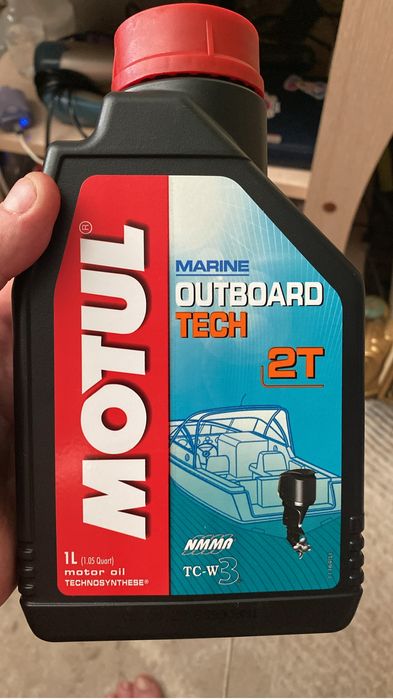 MOTUL®
MARINE
OUTBOARD
TECH
2T
NMMA
TC-W3
1L (1.05 Quart)
motor oil
TECHNOSYNTHESE®